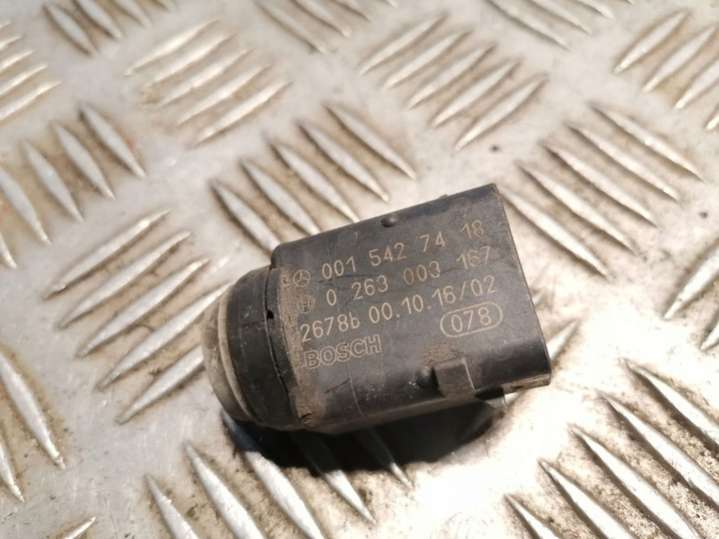 001 542 74 18
0 263 003 167
2678b 00.10.16/02
BOSCH 078